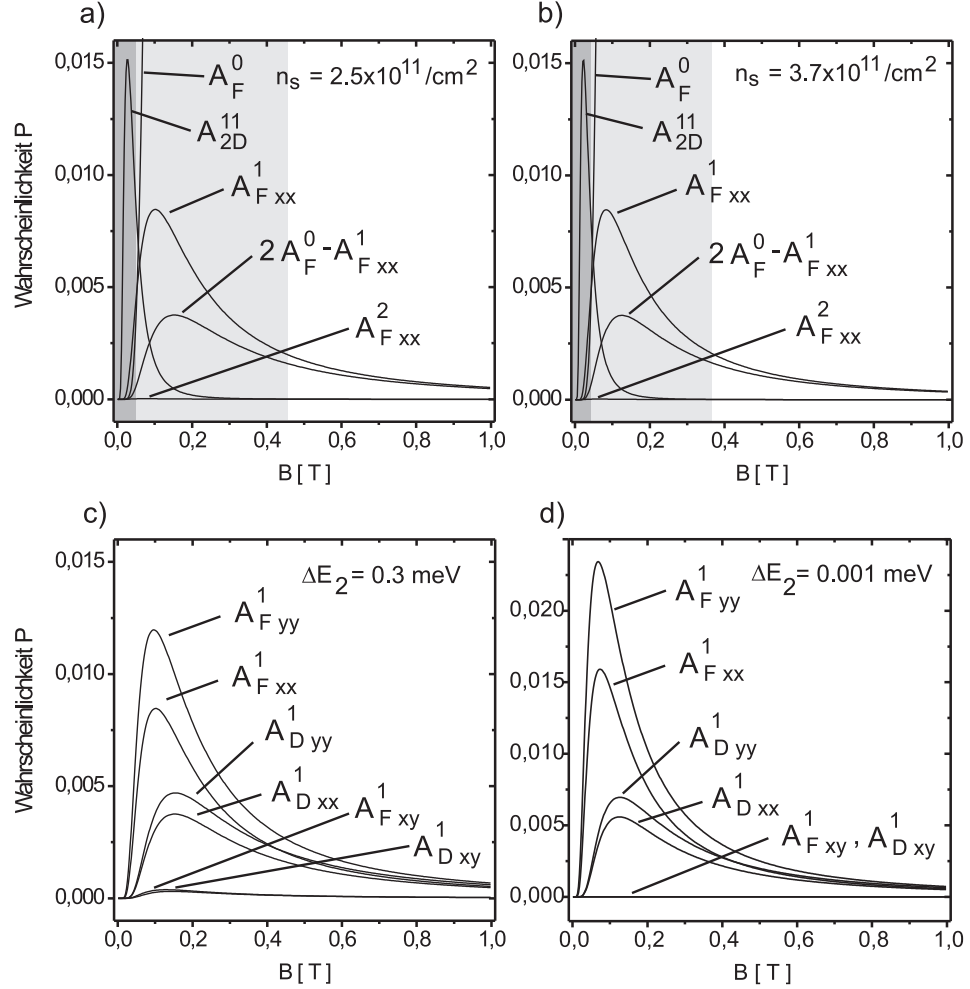 a)
0,015
A_F^0
n_s = 2.5x10^11/cm^2
A_2D^11
0,010
A_F xx^1
2 A_F^0 - A_F xx^1
0,005
A_F xx^2
0,000
0,0 0,2 0,4 0,6 0,8 1,0
B [ T ]
Wahrscheinlichkeit P
b)
0,015
A_F^0
n_s = 3.7x10^11/cm^2
A_2D^11
0,010
A_F xx^1
2 A_F^0 - A_F xx^1
0,005
A_F xx^2
0,000
0,0 0,2 0,4 0,6 0,8 1,0
B [ T ]
c)
0,015
ΔE_2 = 0.3 meV
A_F yy^1
0,010
A_F xx^1
A_D yy^1
0,005
A_D xx^1
A_F xy^1
A_D xy^1
0,000
0,0 0,2 0,4 0,6 0,8 1,0
B [ T ]
Wahrscheinlichkeit P
d)
ΔE_2 = 0.001 meV
A_F yy^1
0,020
A_F xx^1
0,015
A_D yy^1
0,010
A_D xx^1
0,005
A_F xy^1 , A_D xy^1
0,000
0,0 0,2 0,4 0,6 0,8 1,0
B [ T ]